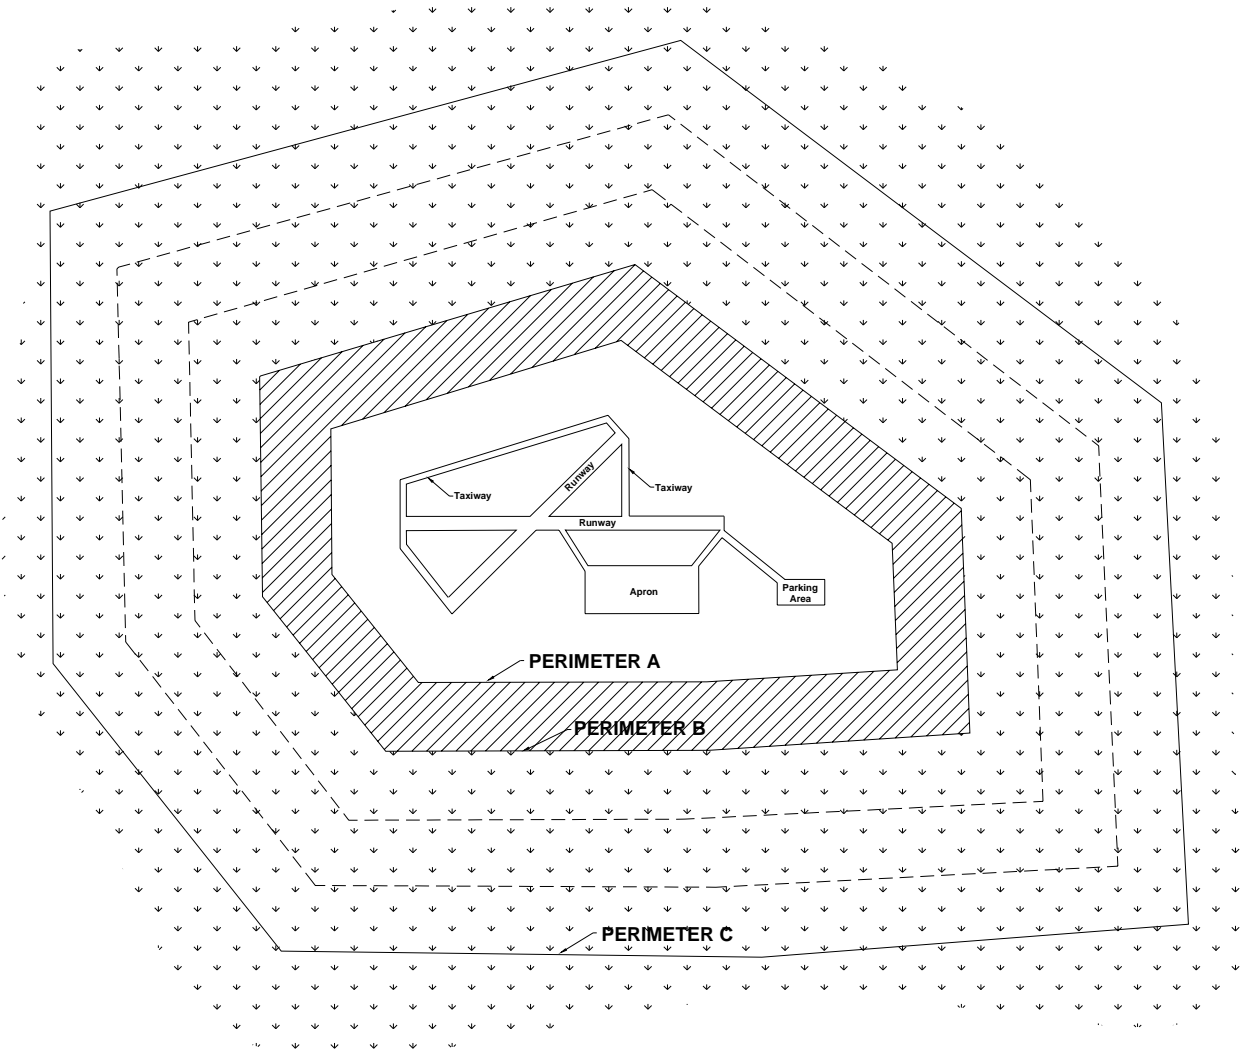 Runway
Taxiway
Taxiway
Runway
Parking
Area
Apron
PERIMETER A
PERIMETER B
PERIMETER C